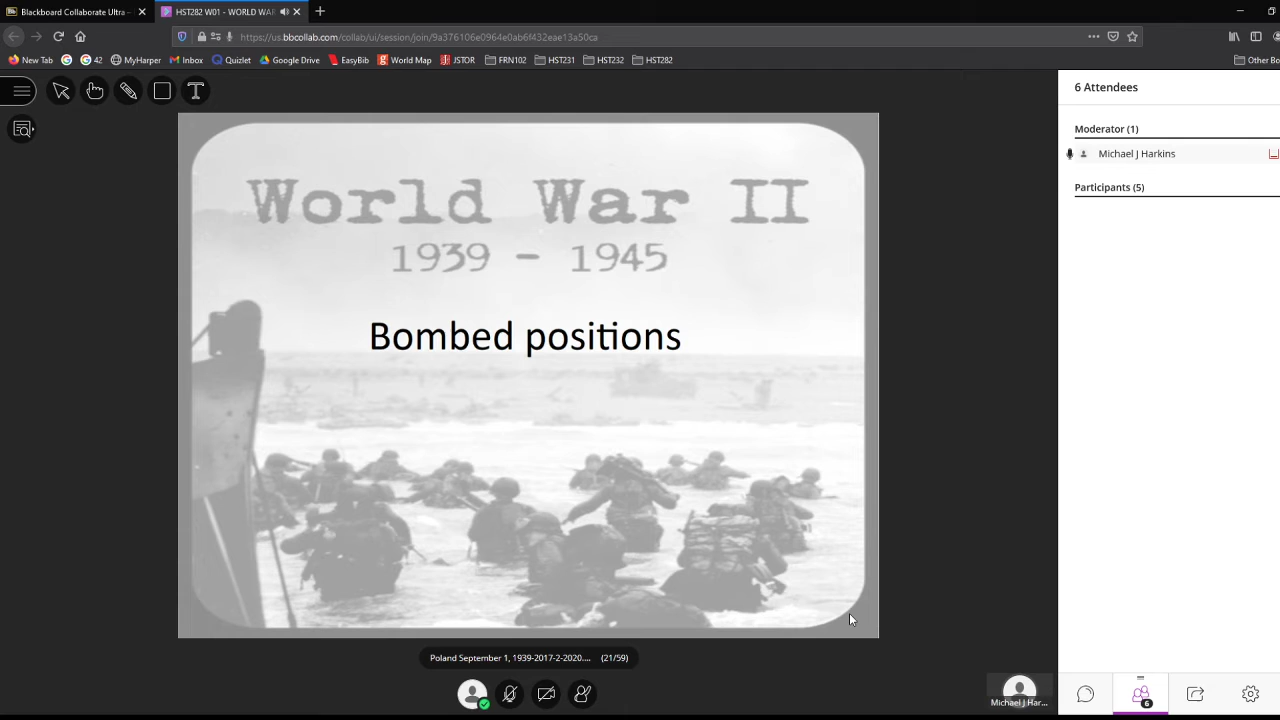 Blackboard Collaborate Ultra –
HST282 W01 - WORLD WAR
https://us.bbcollab.com/collab/ui/session/join/9a376106e0964e0ab6f432eae13a50ca
New Tab
G
42
MyHarper
Inbox
Quizlet
Google Drive
EasyBib
World Map
JSTOR
FRN102
HST231
HST232
HST282
Other Bo
6 Attendees
Moderator (1)
Michael J Harkins
Participants (5)
World War II
1939 - 1945
Bombed positions
Poland September 1, 1939-2017-2-2020.... (21/59)
Michael J Har...
6